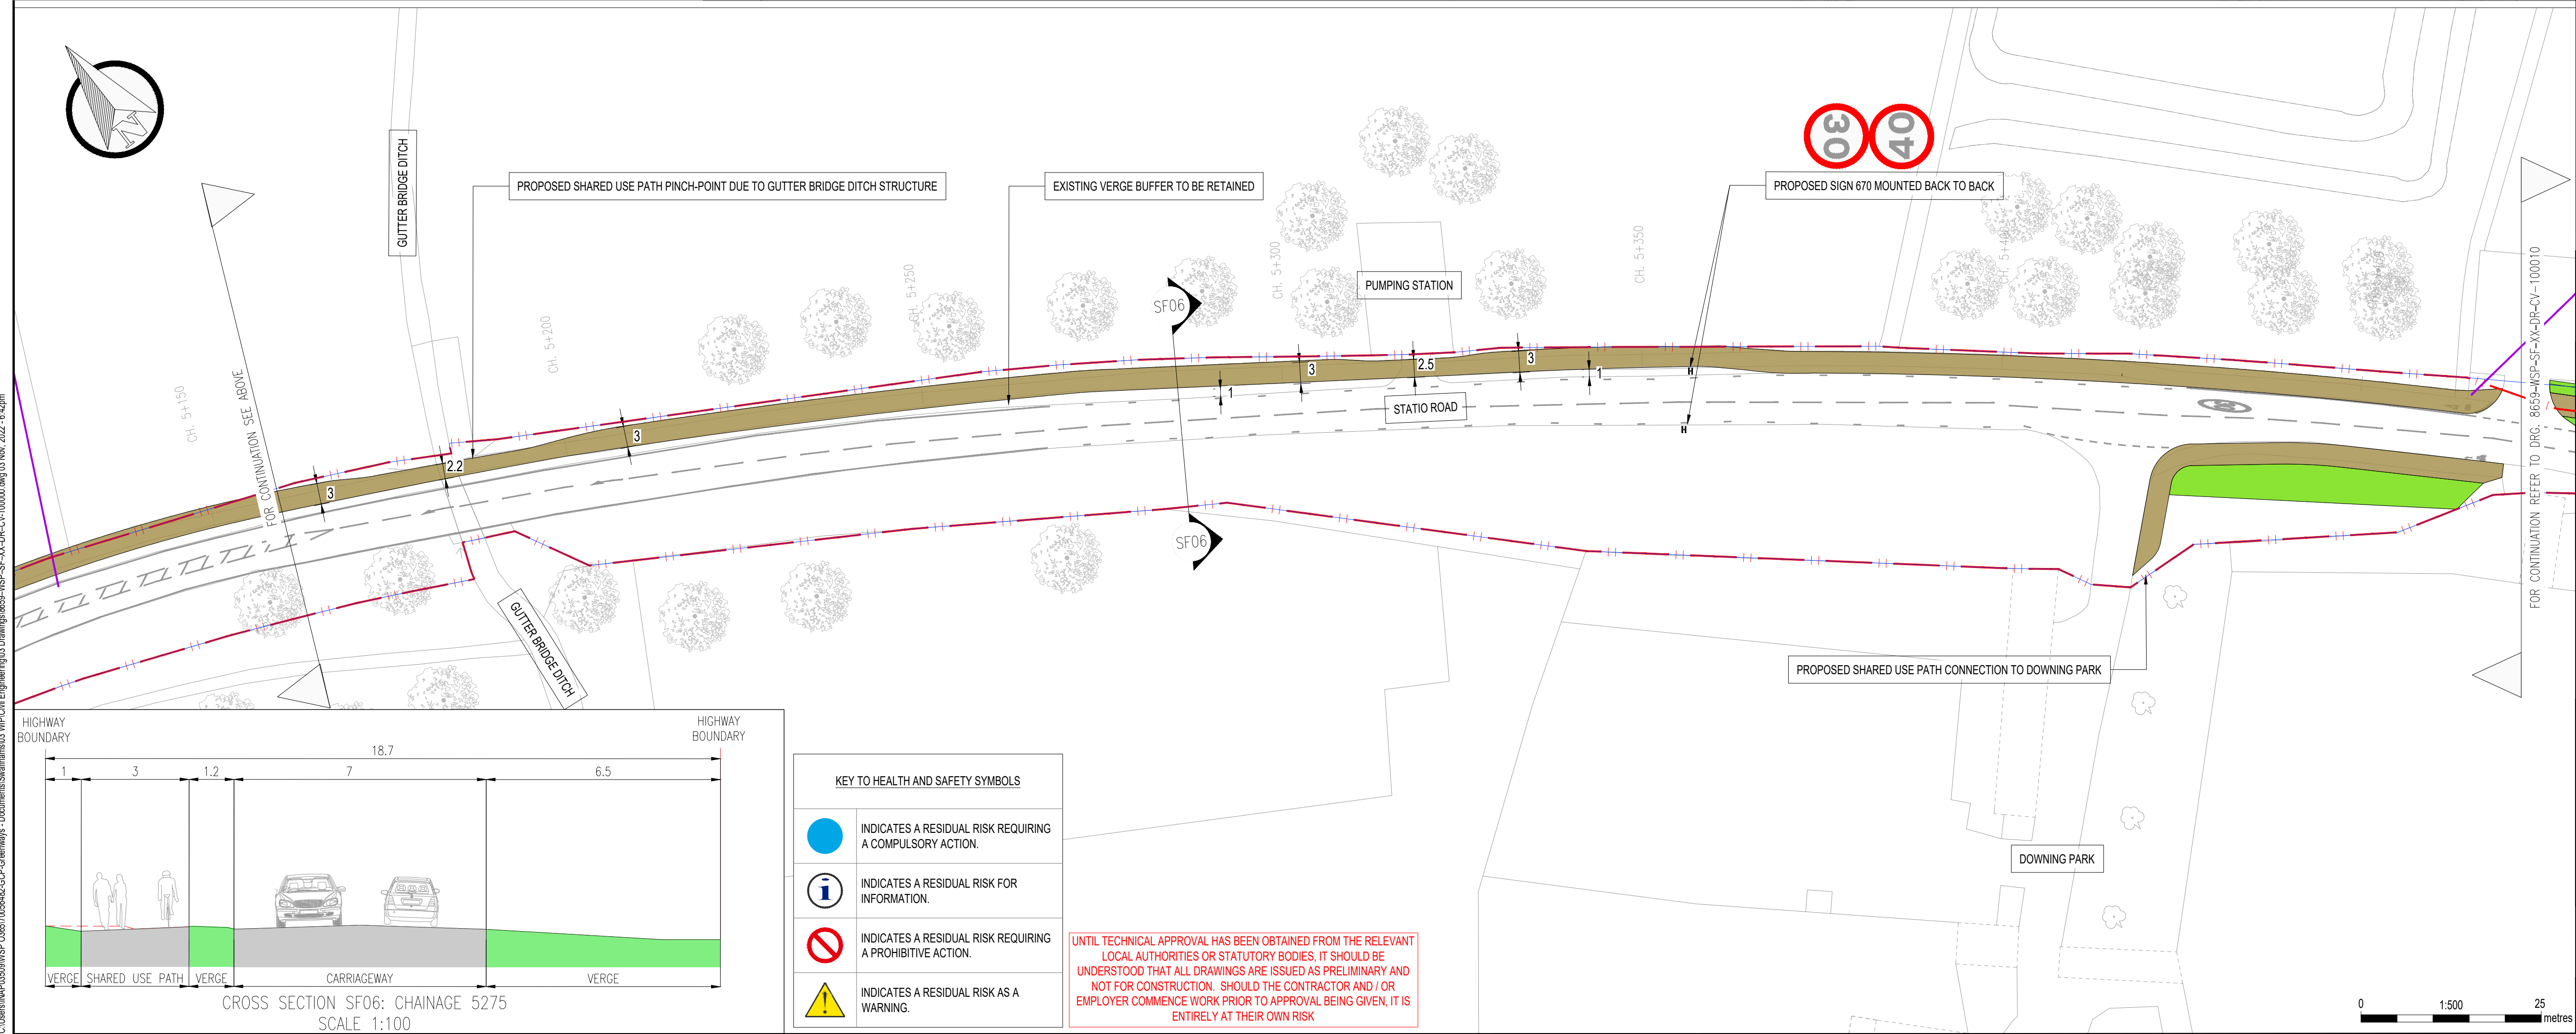 N
GUTTER BRIDGE DITCH
PROPOSED SHARED USE PATH PINCH-POINT DUE TO GUTTER BRIDGE DITCH STRUCTURE
EXISTING VERGE BUFFER TO BE RETAINED
30
40
PROPOSED SIGN 670 MOUNTED BACK TO BACK
PUMPING STATION
CH. 5+150
FOR CONTINUATION SEE ABOVE
CH. 5+200
CH. 5+250
CH. 5+300
CH. 5+350
SF06
3
2.2
3
1
3
2.5
3
1
H
H
STATIO ROAD
SF06
GUTTER BRIDGE DITCH
FOR CONTINUATION REFER TO DRG. 8659-WSP-SF-XX-DR-CV-100010
PROPOSED SHARED USE PATH CONNECTION TO DOWNING PARK
DOWNING PARK
HIGHWAY
BOUNDARY
HIGHWAY
BOUNDARY
18.7
1
3
1.2
7
6.5
VERGE
SHARED USE PATH
VERGE
CARRIAGEWAY
VERGE
CROSS SECTION SF06: CHAINAGE 5275
SCALE 1:100
KEY TO HEALTH AND SAFETY SYMBOLS
INDICATES A RESIDUAL RISK REQUIRING
A COMPULSORY ACTION.
i
INDICATES A RESIDUAL RISK FOR
INFORMATION.
INDICATES A RESIDUAL RISK REQUIRING
A PROHIBITIVE ACTION.
!
INDICATES A RESIDUAL RISK AS A
WARNING.
UNTIL TECHNICAL APPROVAL HAS BEEN OBTAINED FROM THE RELEVANT
LOCAL AUTHORITIES OR STATUTORY BODIES, IT SHOULD BE
UNDERSTOOD THAT ALL DRAWINGS ARE ISSUED AS PRELIMINARY AND
NOT FOR CONSTRUCTION. SHOULD THE CONTRACTOR AND / OR
EMPLOYER COMMENCE WORK PRIOR TO APPROVAL BEING GIVEN, IT IS
ENTIRELY AT THEIR OWN RISK
0
1:500
25
metres